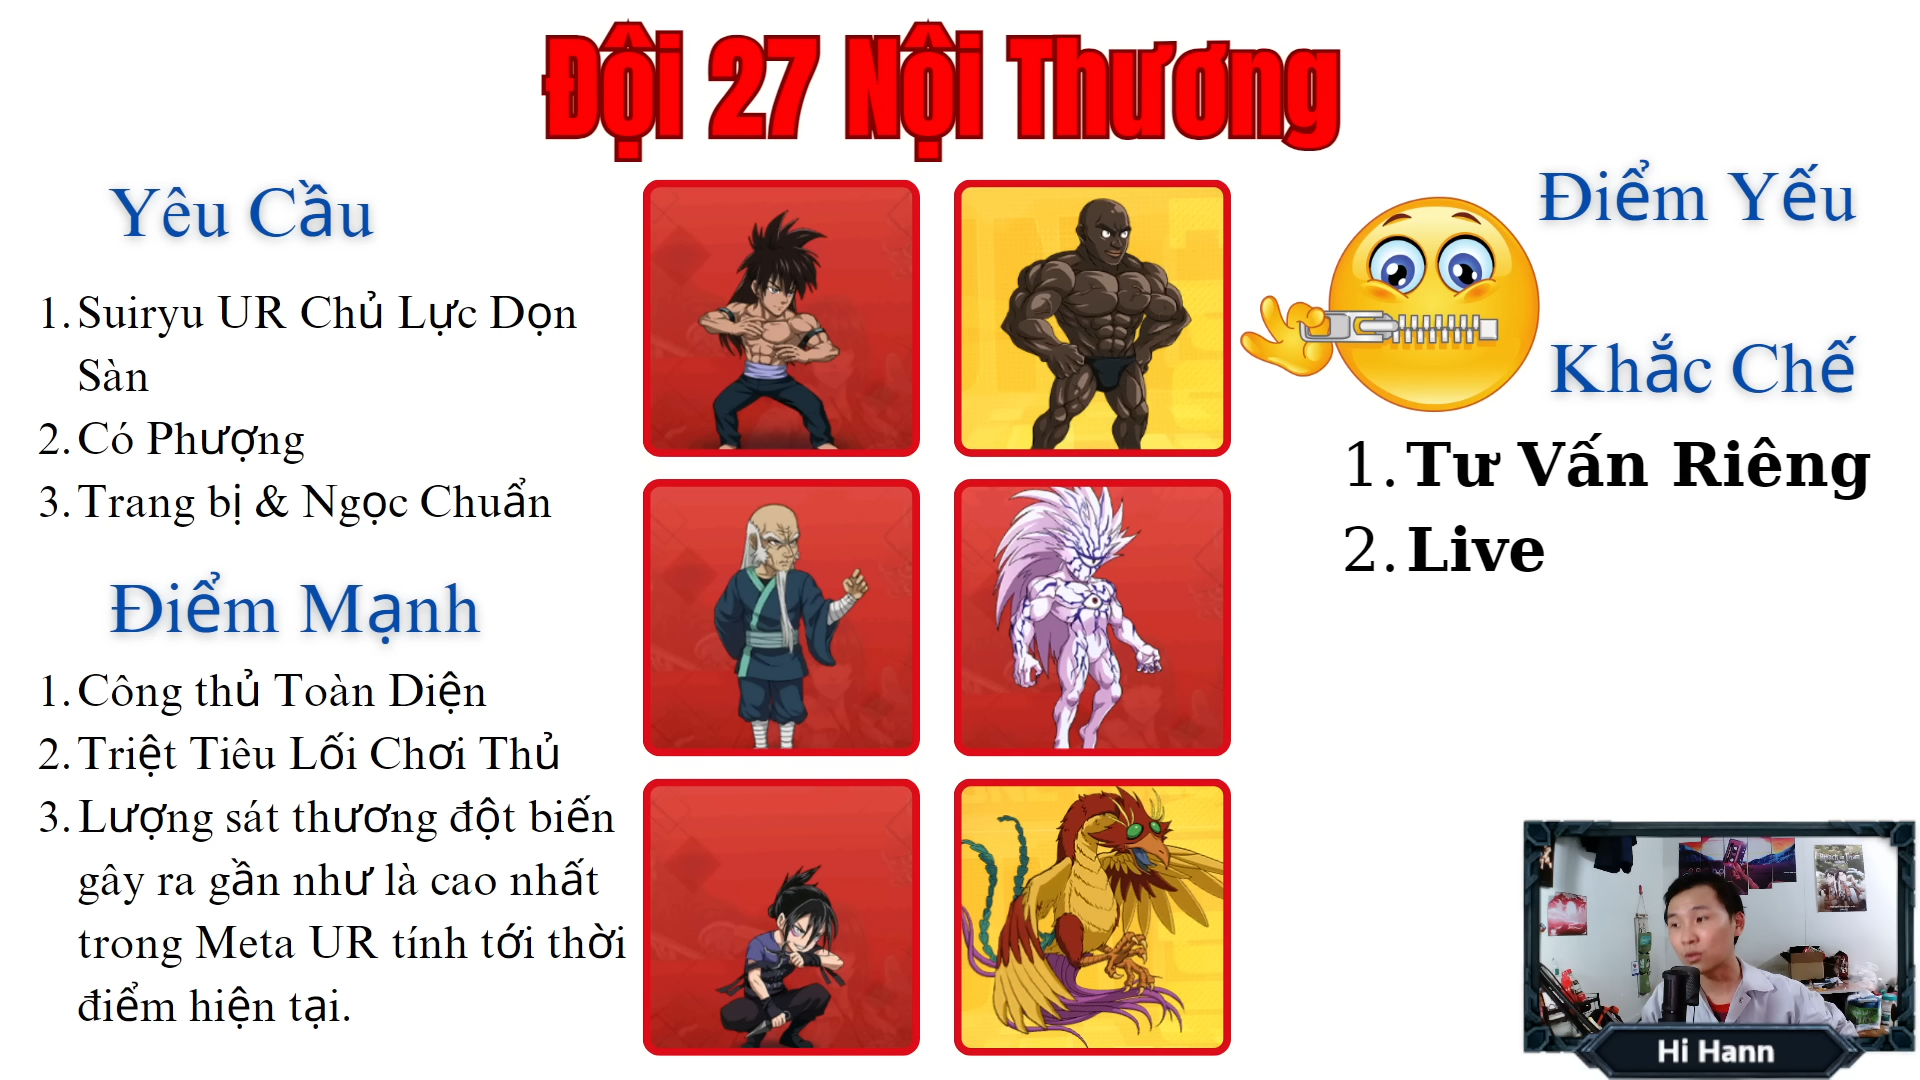 Đội 27 Nội Thương
Yêu Cầu
1. Suiryu UR Chủ Lực Dọn
Sàn
2. Có Phượng
3. Trang bị & Ngọc Chuẩn
Điểm Mạnh
1. Công thủ Toàn Diện
2. Triệt Tiêu Lối Chơi Thủ
3. Lượng sát thương đột biến
gây ra gần như là cao nhất
trong Meta UR tính tới thời
điểm hiện tại.
Điểm Yếu
Khắc Chế
1. Tư Vấn Riêng
2. Live
Hi Hann